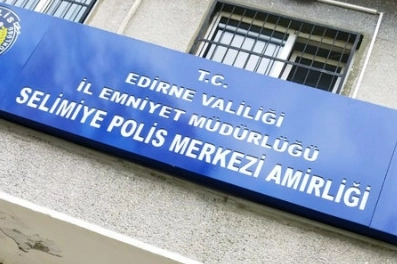 T.C.
EDİRNE VALİLİĞİ
İL EMNİYET MÜDÜRLÜĞÜ
SELİMİYE POLİS MERKEZİ AMİRLİĞİ